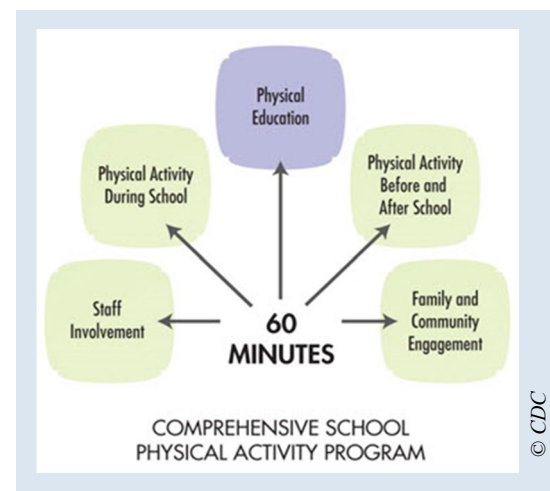 Physical
Education
Physical Activity
During School
Physical Activity
Before and
After School
Staff
Involvement
60
MINUTES
Family and
Community
Engagement
COMPREHENSIVE SCHOOL
PHYSICAL ACTIVITY PROGRAM
© CDC